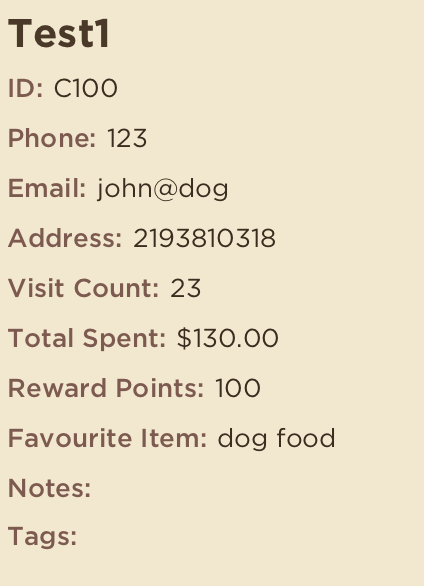 Test1
ID: C100
Phone: 123
Email: john@dog
Address: 2193810318
Visit Count: 23
Total Spent: $130.00
Reward Points: 100
Favourite Item: dog food
Notes:
Tags: